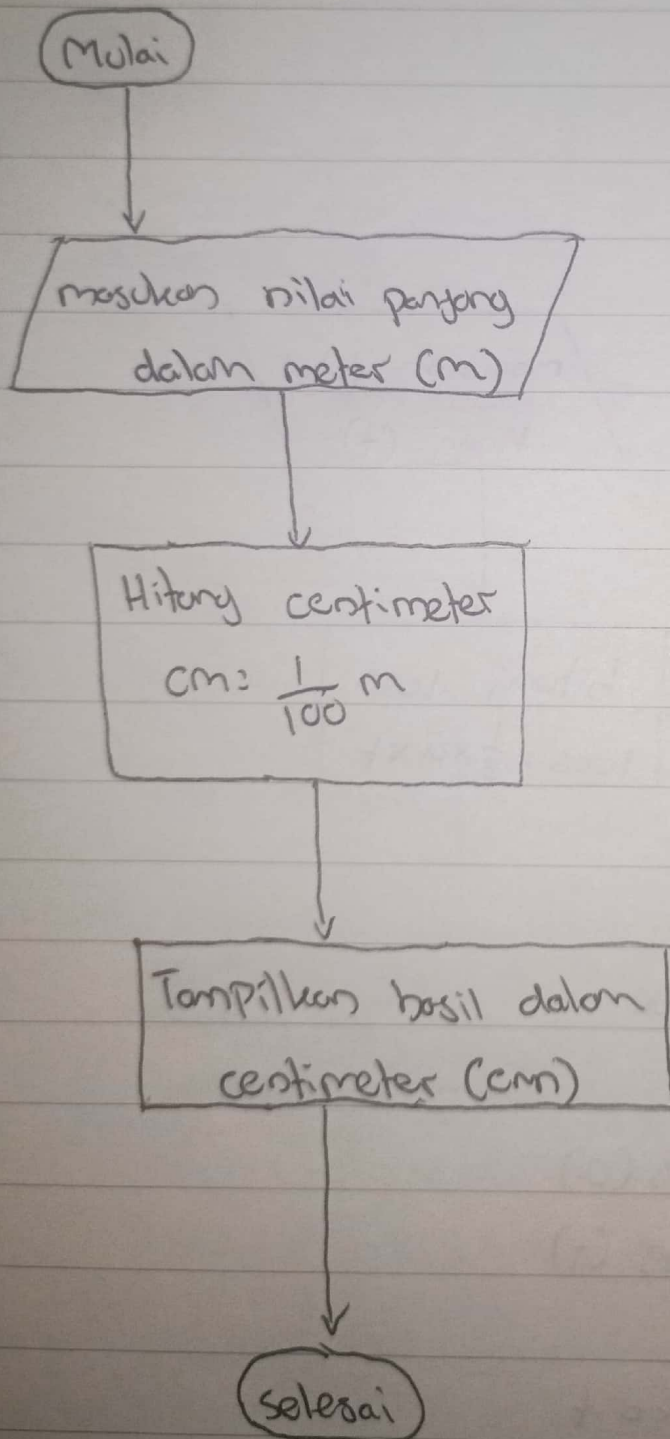 Mulai
masukan nilai panjang
dalam meter (m)
Hitung centimeter
cm = 1/100 m
Tampilkan hasil dalam
centimeter (cm)
selesai